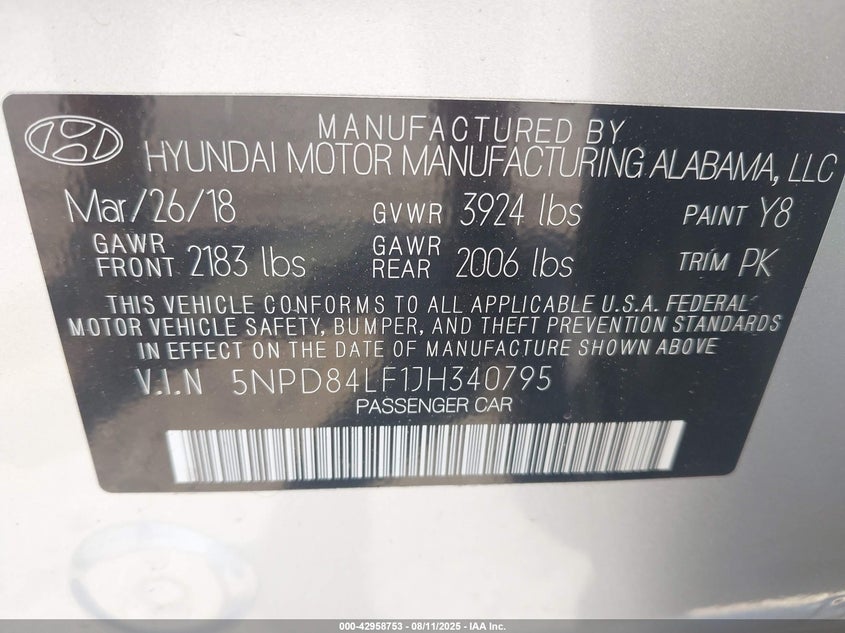 MANUFACTURED BY
HYUNDAI MOTOR MANUFACTURING ALABAMA, LLC
Mar/26/18 GVWR 3924 lbs PAINT Y8
GAWR FRONT 2183 lbs GAWR REAR 2006 lbs TRIM PK
THIS VEHICLE CONFORMS TO ALL APPLICABLE U.S.A. FEDERAL
MOTOR VEHICLE SAFETY, BUMPER, AND THEFT PREVENTION STANDARDS
IN EFFECT ON THE DATE OF MANUFACTURE SHOWN ABOVE
V.I.N 5NPD84LF1JH340795
PASSENGER CAR
000-42958753 - 08/11/2025 - IAA Inc.